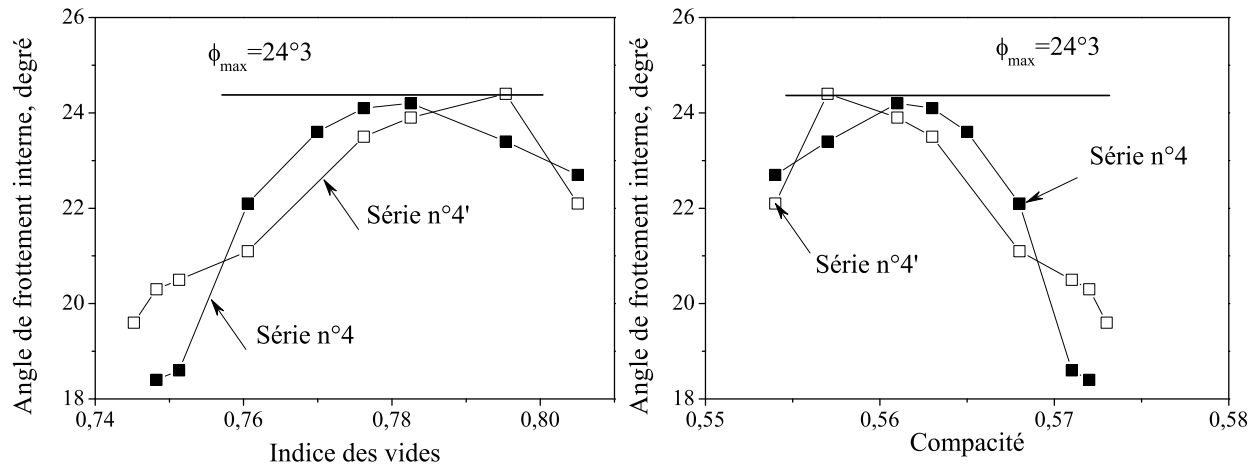 Angle de frottement interne, degré
26
24
22
20
18
0,74
0,76
0,78
0,80
Indice des vides
ϕmax=24°3
Série n°4'
Série n°4
Angle de frottement interne, degré
26
24
22
20
18
0,55
0,56
0,57
0,58
Compacité
ϕmax=24°3
Série n°4
Série n°4'